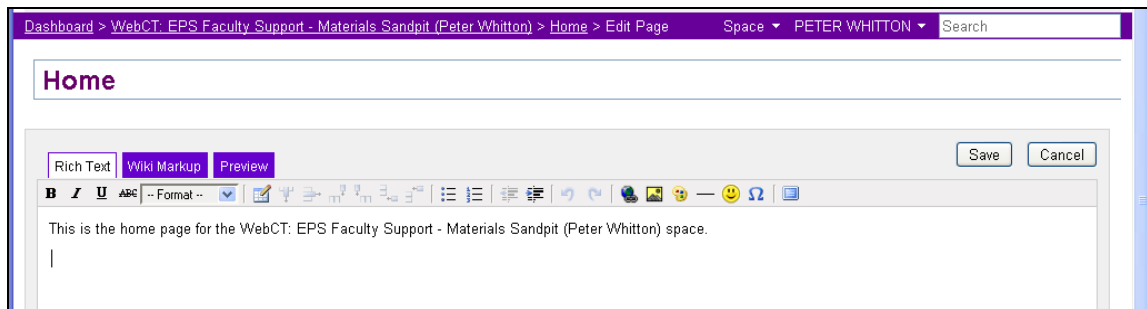 Dashboard > WebCT: EPS Faculty Support - Materials Sandpit (Peter Whitton) > Home > Edit Page Space PETER WHITTON Search
Home
Rich Text Wiki Markup Preview Save Cancel
B I U ABC -- Format -- Ω
This is the home page for the WebCT: EPS Faculty Support - Materials Sandpit (Peter Whitton) space.